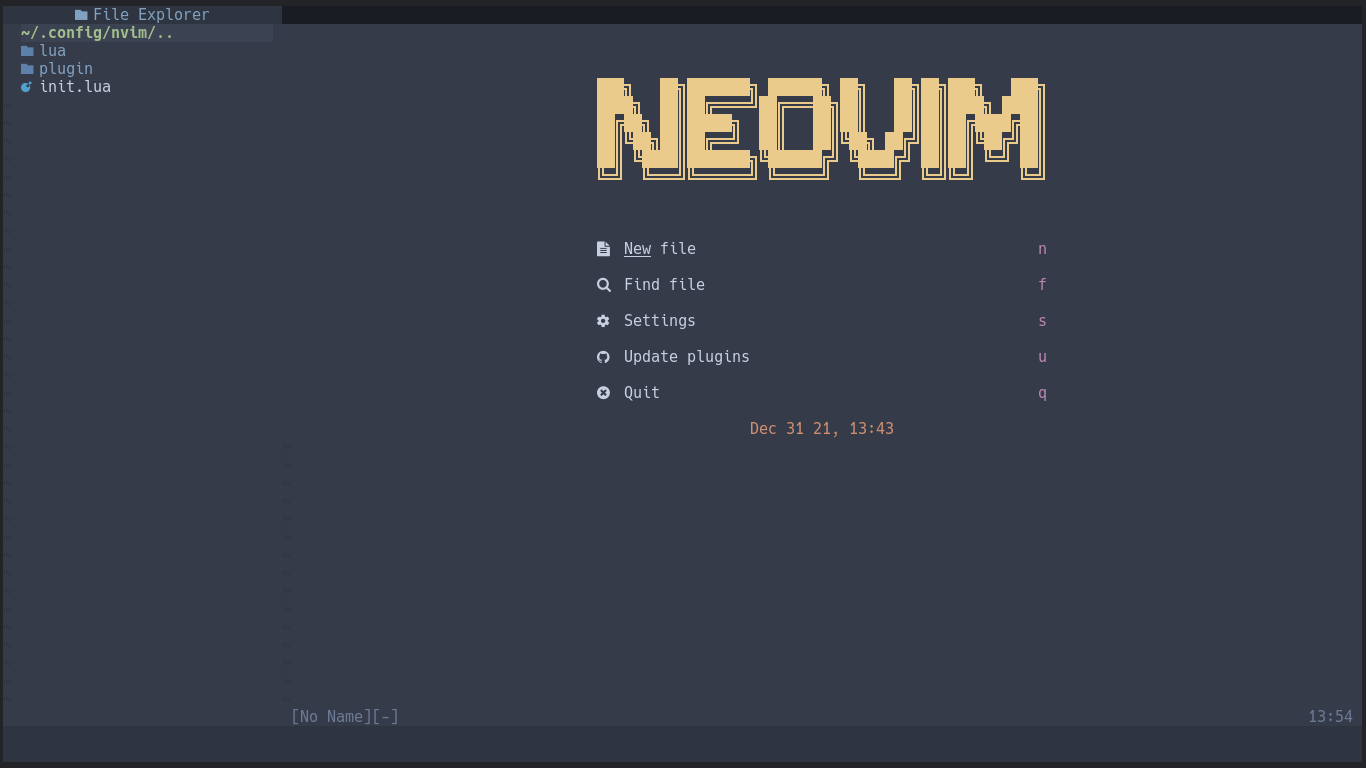 File Explorer
~/.config/nvim/..
lua
plugin
init.lua
NEOVIM
New file n
Find file f
Settings s
Update plugins u
Quit q
Dec 31 21, 13:43
[No Name][-] 13:54